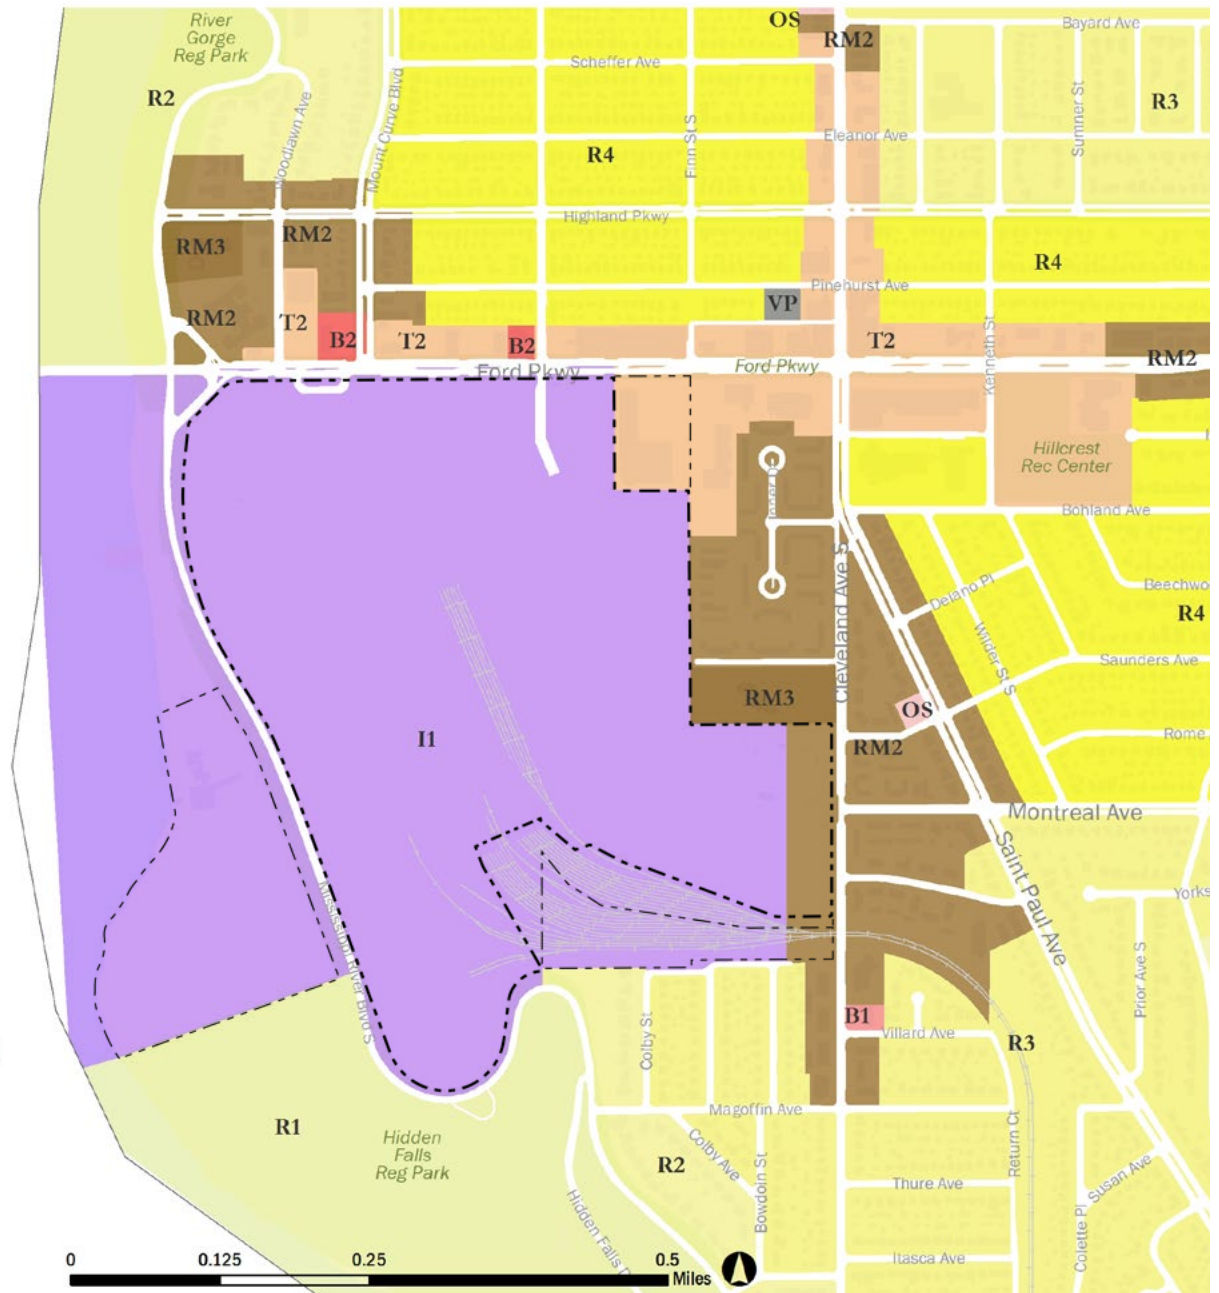 River
Gorge
Reg Park
OS
RM2
Bayard Ave
Scheffer Ave
R2
Woodlawn Ave
Mount Curve Blvd
Finn St S
Sumner St
R3
R4
Eleanor Ave
Highland Pkwy
RM3
RM2
R4
Pinehurst Ave
VP
RM2
T2
B2
T2
B2
T2
Kenneth St
RM2
Ford Pkwy
Ford Pkwy
Hillcrest
Rec Center
Bohland Ave
Cleveland Ave S
Delano Pl
Beechwo
R4
Wilder St S
Saunders Ave
RM3
OS
I1
RM2
Rome
Montreal Ave
Saint Paul Ave
Yorks
Mississippi River Blvd S
Prior Ave S
B1
Villard Ave
R3
Colby St
Magoffin Ave
R1
Hidden
Falls
Reg Park
R2
Colby Ave
Bowdoin St
Return Ct
Thure Ave
Susan Ave
Colette Pl
Hidden Falls D
Itasca Ave
0
0.125
0.25
0.5
Miles